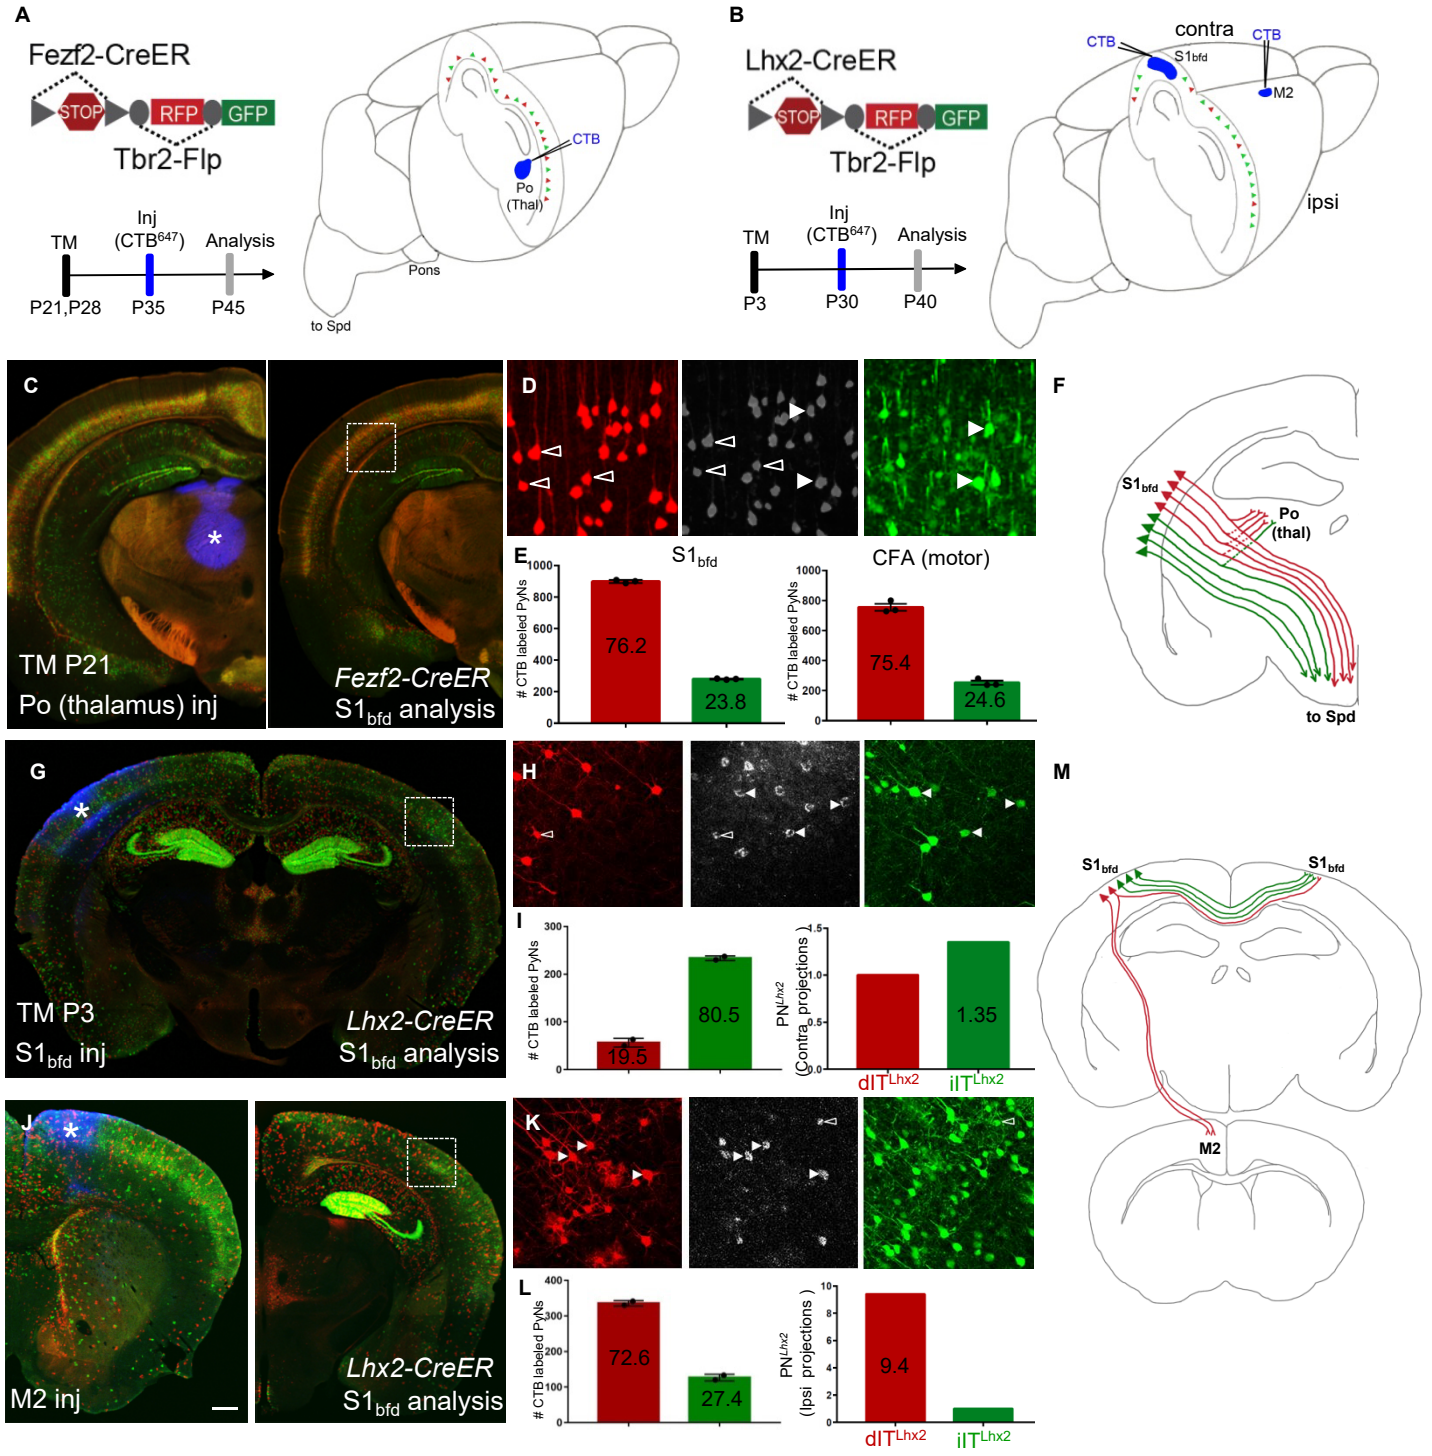 A
Fezf2-CreER
STOP
RFP
GFP
Tbr2-Flp
Inj
TM
(CTB647)
Analysis
P21,P28
P35
P45
CTB
Po
(Thal)
Pons
to Spd
B
Lhx2-CreER
STOP
RFP
GFP
Tbr2-Flp
Inj
TM
(CTB647)
Analysis
P3
P30
P40
contra
CTB
S1bfd
CTB
M2
ipsi
C
*
TM P21
Po (thalamus) inj
Fezf2-CreER
S1bfd analysis
D
E
S1bfd
# CTB labeled PyNs
1000
800
600
400
200
0
76.2
23.8
CFA (motor)
# CTB labeled PyNs
1000
800
600
400
200
0
75.4
24.6
F
S1bfd
Po
(thal)
to Spd
G
*
TM P3
S1bfd inj
Lhx2-CreER
S1bfd analysis
H
I
# CTB labeled PyNs
300
200
100
0
19.5
80.5
PNLhx2
(Contra projections )
1.5
1.0
0.5
0.0
1.35
dITLhx2
iITLhx2
J
*
M2 inj
Lhx2-CreER
S1bfd analysis
K
L
# CTB labeled PyNs
400
300
200
100
0
72.6
27.4
PNLhx2
(Ipsi projections )
10
8
6
4
2
0
9.4
dITLhx2
iITLhx2
M
S1bfd
S1bfd
M2